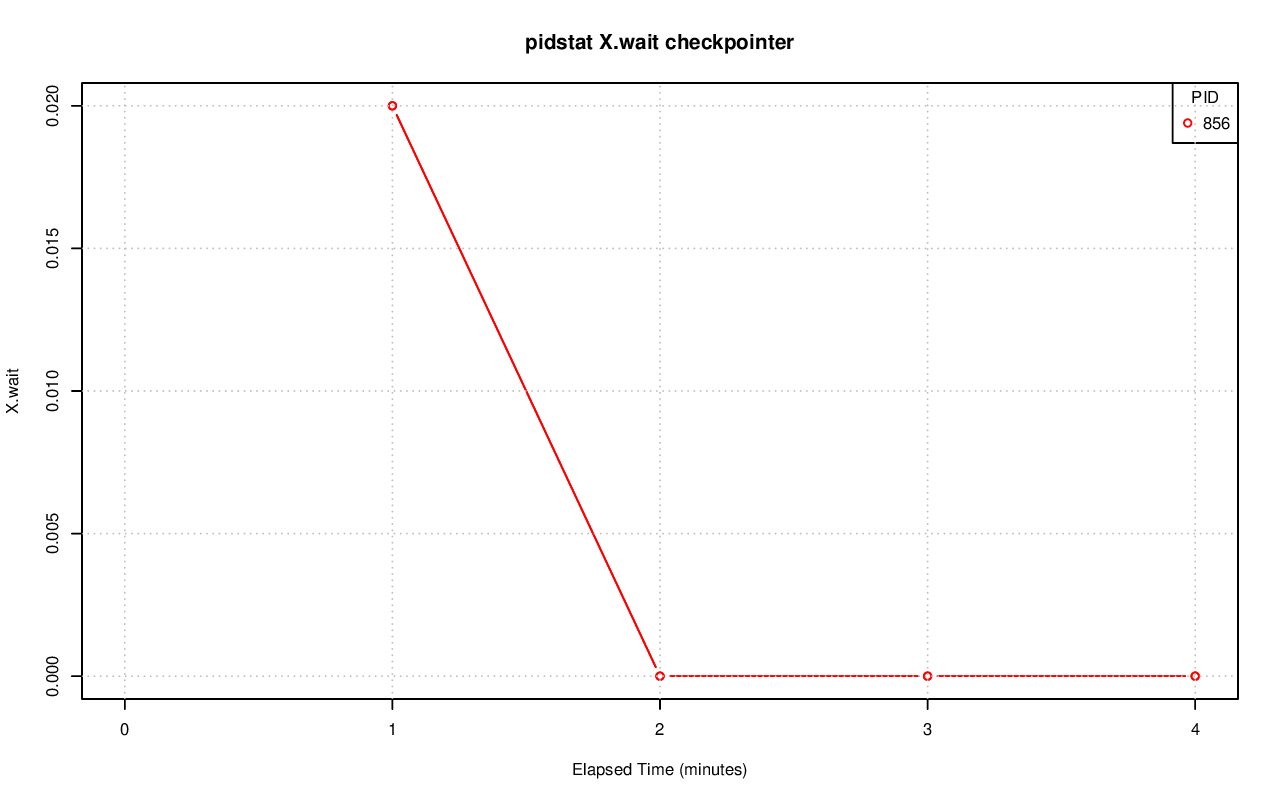 pidstat X.wait checkpointer
PID
856
X.wait
0.020
0.015
0.010
0.005
0.000
0 1 2 3 4
Elapsed Time (minutes)